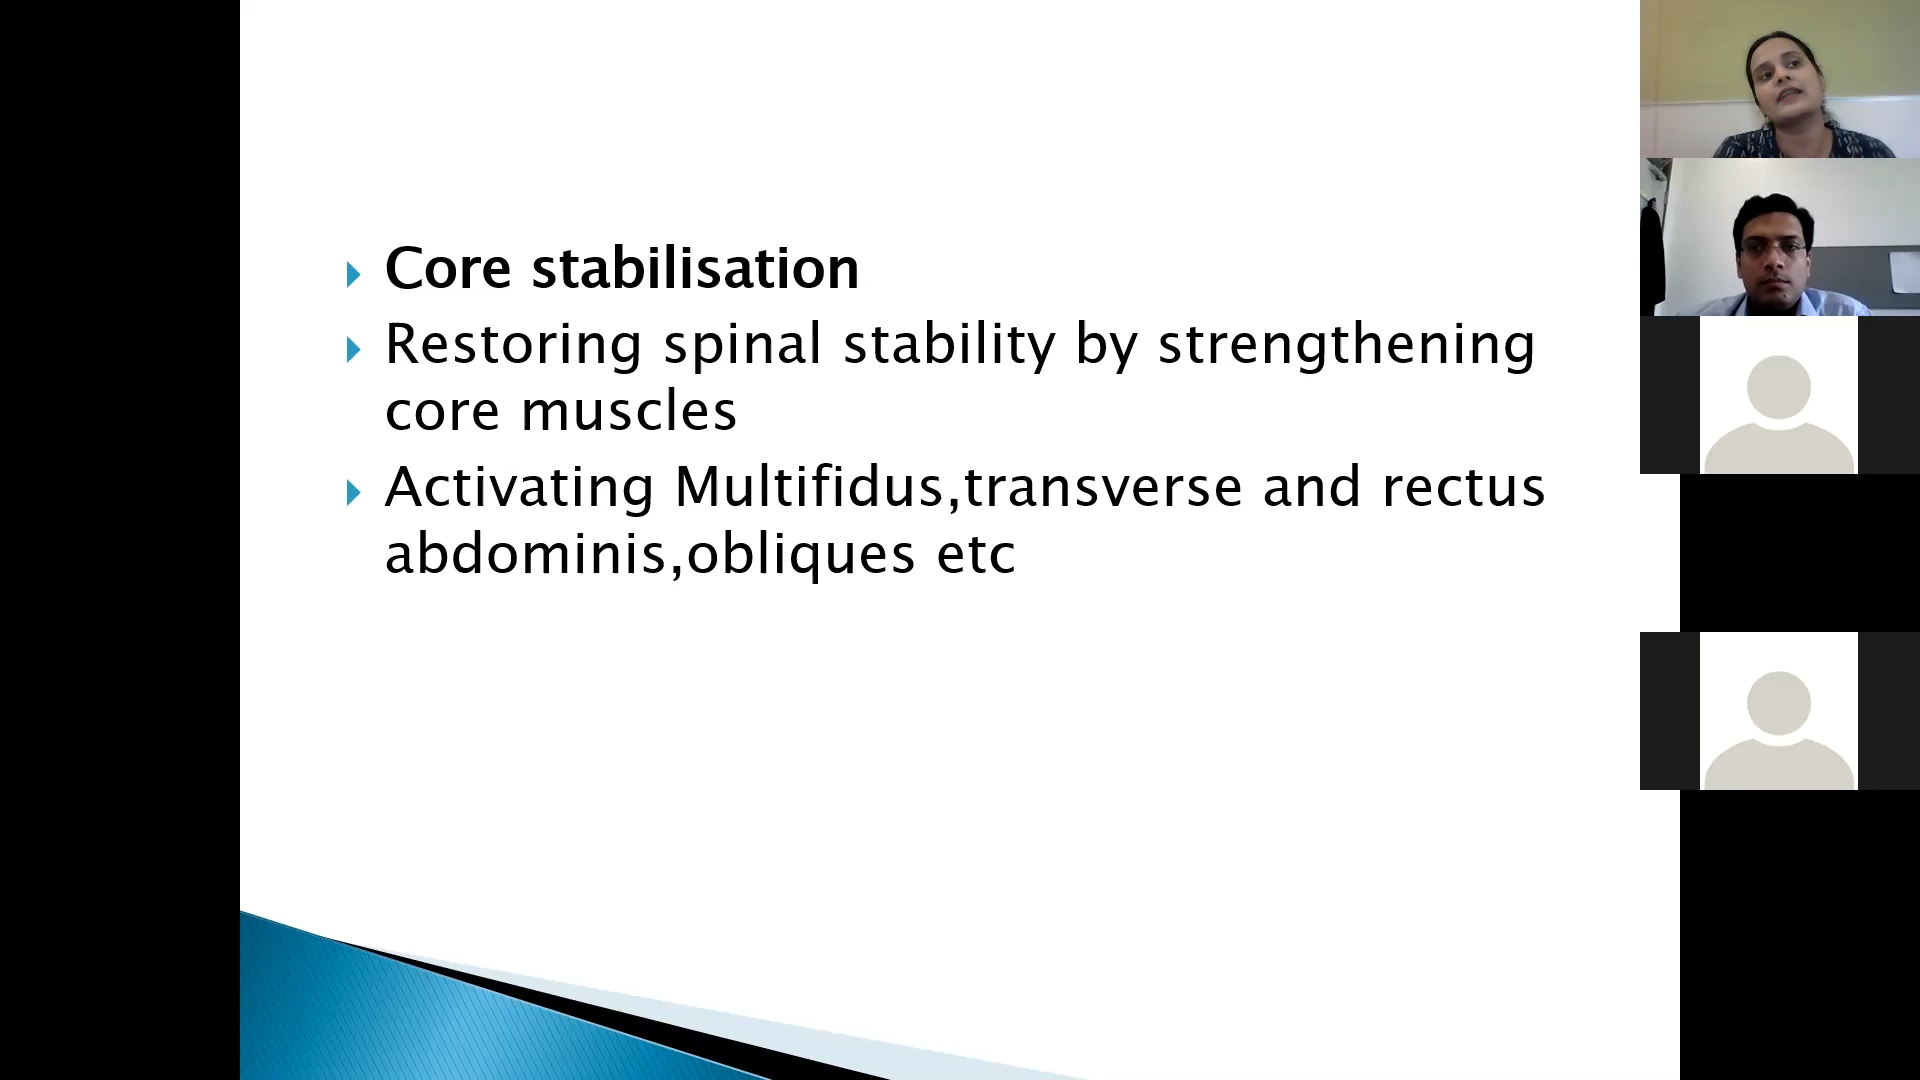 Core stabilisation
Restoring spinal stability by strengthening
core muscles
Activating Multifidus,transverse and rectus
abdominis,obliques etc